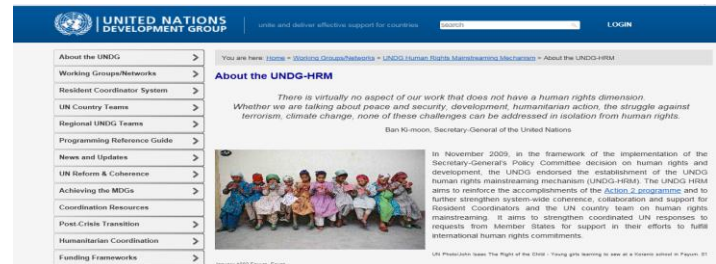 UNITED NATIONS
DEVELOPMENT GROUP
unite and deliver effective support for countries
search
LOGIN
About the UNDG
Working Groups/Networks
Resident Coordinator System
UN Country Teams
Regional UNDG Teams
Programming Reference Guide
News and Updates
UN Reform & Coherence
Achieving the MDGs
Coordination Resources
Post-Crisis Transition
Humanitarian Coordination
Funding Frameworks
You are here: Home » Working Groups/Networks » UNDG Human Rights Mainstreaming Mechanism » About the UNDG-HRM
About the UNDG-HRM
There is virtually no aspect of our work that does not have a human rights dimension.
Whether we are talking about peace and security, development, humanitarian action, the struggle against
terrorism, climate change, none of these challenges can be addressed in isolation from human rights.
Ban Ki-moon, Secretary-General of the United Nations
In November 2009, in the framework of the implementation of the
Secretary-General's Policy Committee decision on human rights and
development, the UNDG endorsed the establishment of the UNDG
human rights mainstreaming mechanism (UNDG-HRM). The UNDG HRM
aims to reinforce the accomplishments of the Action 2 programme and to
further strengthen system-wide coherence, collaboration and support for
Resident Coordinators and the UN country team on human rights
mainstreaming. It aims to strengthen coordinated UN responses to
requests from Member States for support in their efforts to fulfill
international human rights commitments.
UN Photo/John Isaac The Right of the Child - Young girls learning to sew at a Koranic school in Fayum. 01